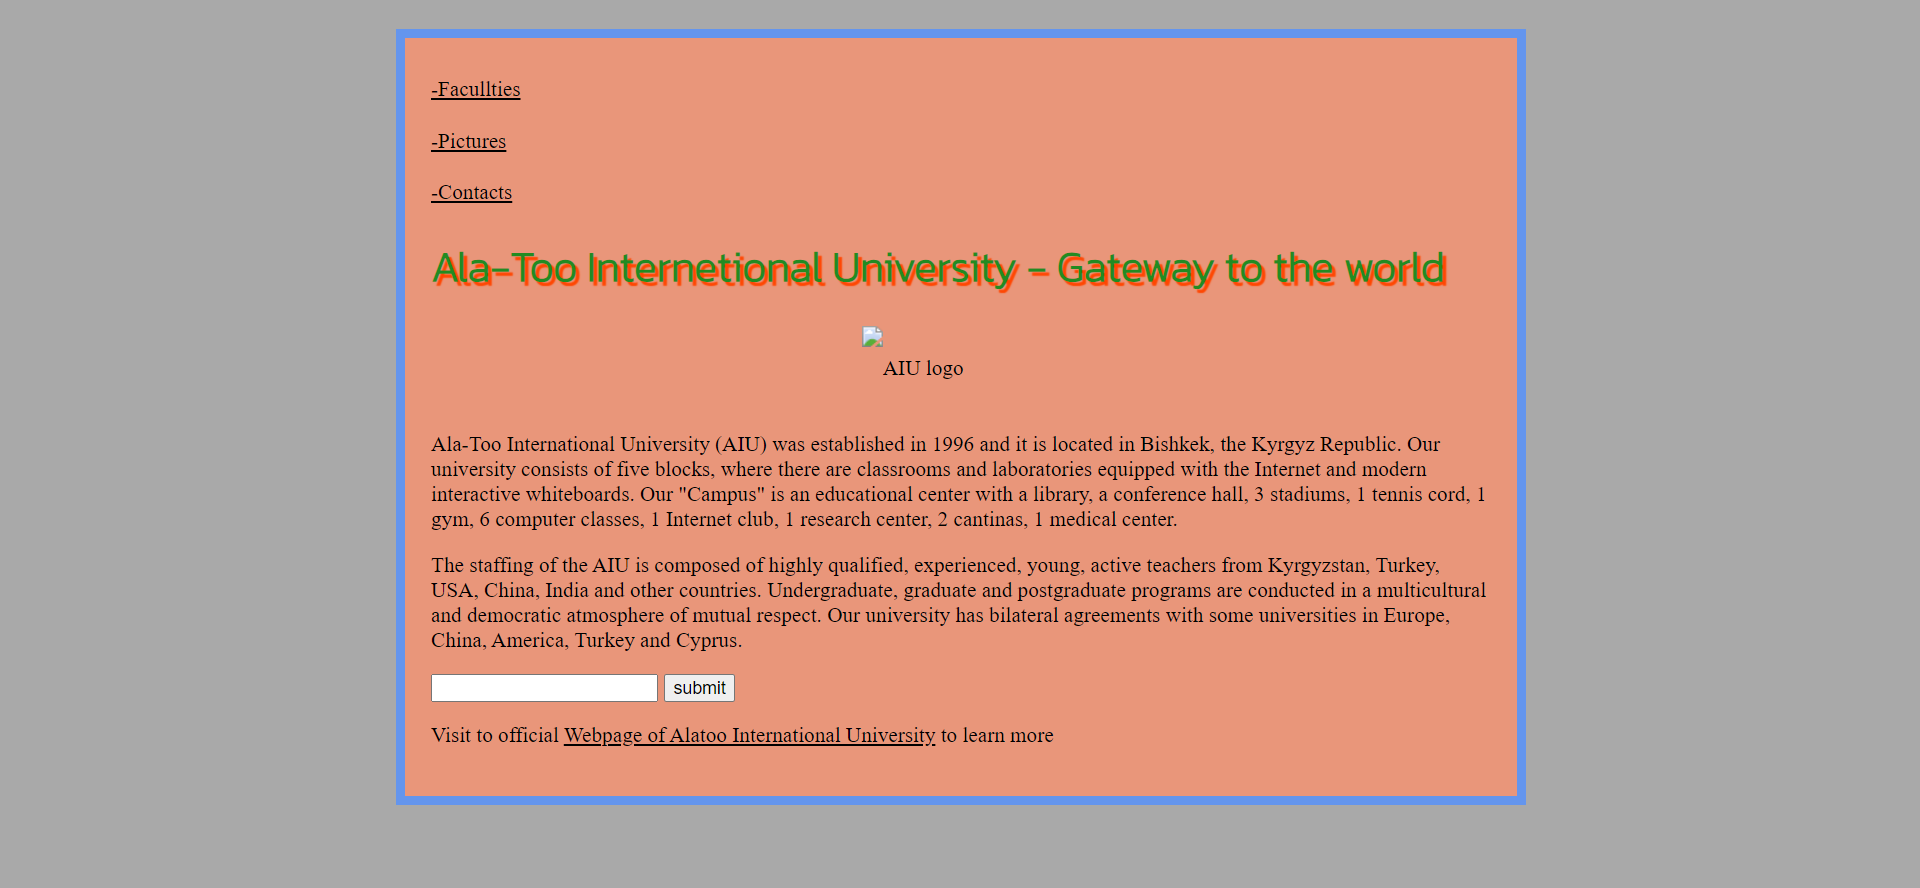 -Facullties
-Pictures
-Contacts
Ala-Too Internetional University - Gateway to the world
AIU logo
Ala-Too International University (AIU) was established in 1996 and it is located in Bishkek, the Kyrgyz Republic. Our
university consists of five blocks, where there are classrooms and laboratories equipped with the Internet and modern
interactive whiteboards. Our "Campus" is an educational center with a library, a conference hall, 3 stadiums, 1 tennis cord, 1
gym, 6 computer classes, 1 Internet club, 1 research center, 2 cantinas, 1 medical center.
The staffing of the AIU is composed of highly qualified, experienced, young, active teachers from Kyrgyzstan, Turkey,
USA, China, India and other countries. Undergraduate, graduate and postgraduate programs are conducted in a multicultural
and democratic atmosphere of mutual respect. Our university has bilateral agreements with some universities in Europe,
China, America, Turkey and Cyprus.
submit
Visit to official Webpage of Alatoo International University to learn more